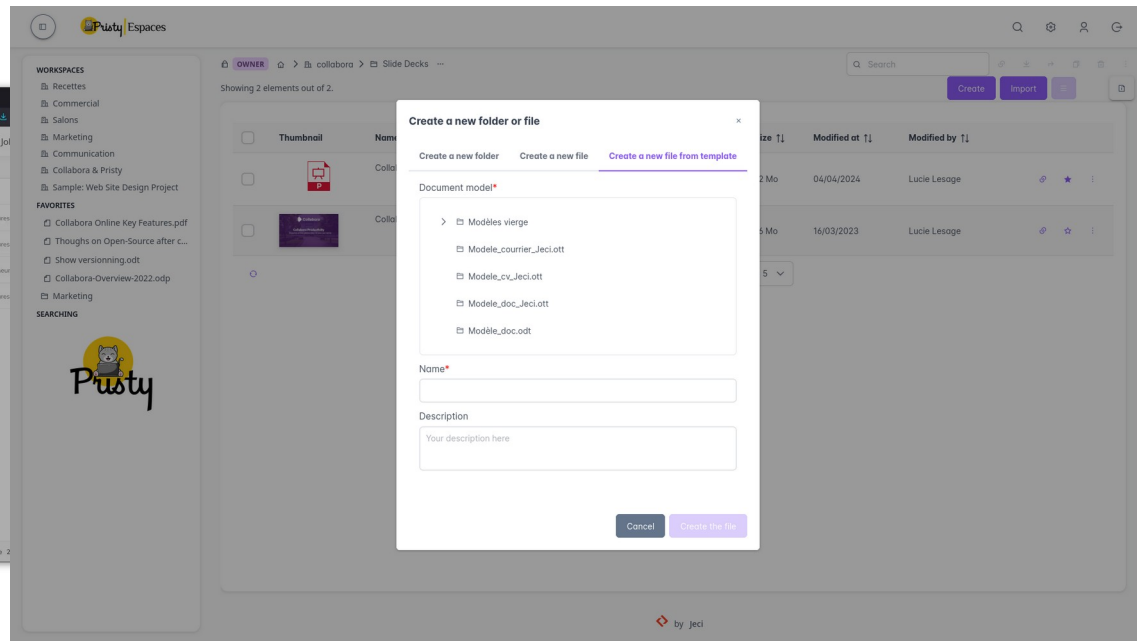 Pristy Espaces
WORKSPACES
Recettes
Commercial
Salons
Marketing
Communication
Collabora & Pristy
Sample: Web Site Design Project
FAVORITES
Collabora Online Key Features.pdf
Thoughs on Open-Source after c...
Show versionning.odt
Collabora-Overview-2022.odp
Marketing
SEARCHING
Pristy
OWNER > collabora > Slide Decks ...
Search
Showing 2 elements out of 2.
Create Import
Thumbnail Name ize Modified at Modified by
P Colla 2 Mo 04/04/2024 Lucie Lesage
Colla 6 Mo 16/03/2023 Lucie Lesage
5
Create a new folder or file ×
Create a new folder Create a new file Create a new file from template
Document model*
Modèles vierge
Modele_courrier_Jeci.ott
Modele_cv_Jeci.ott
Modele_doc_Jeci.ott
Modèle_doc.odt
Name*
Description
Your description here
Cancel Create the file
by Jeci